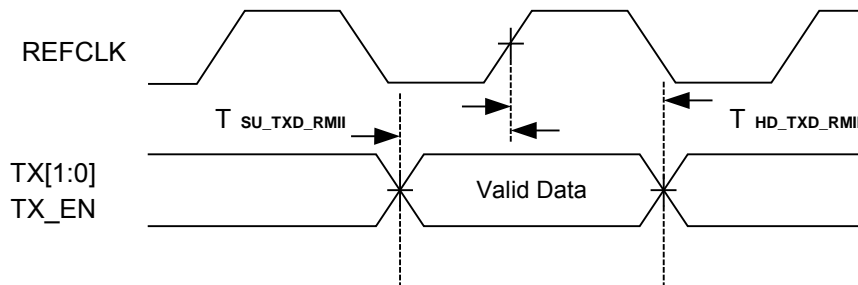 REFCLK
T SU_TXD_RMII
T HD_TXD_RMII
TX[1:0]
TX_EN
Valid Data